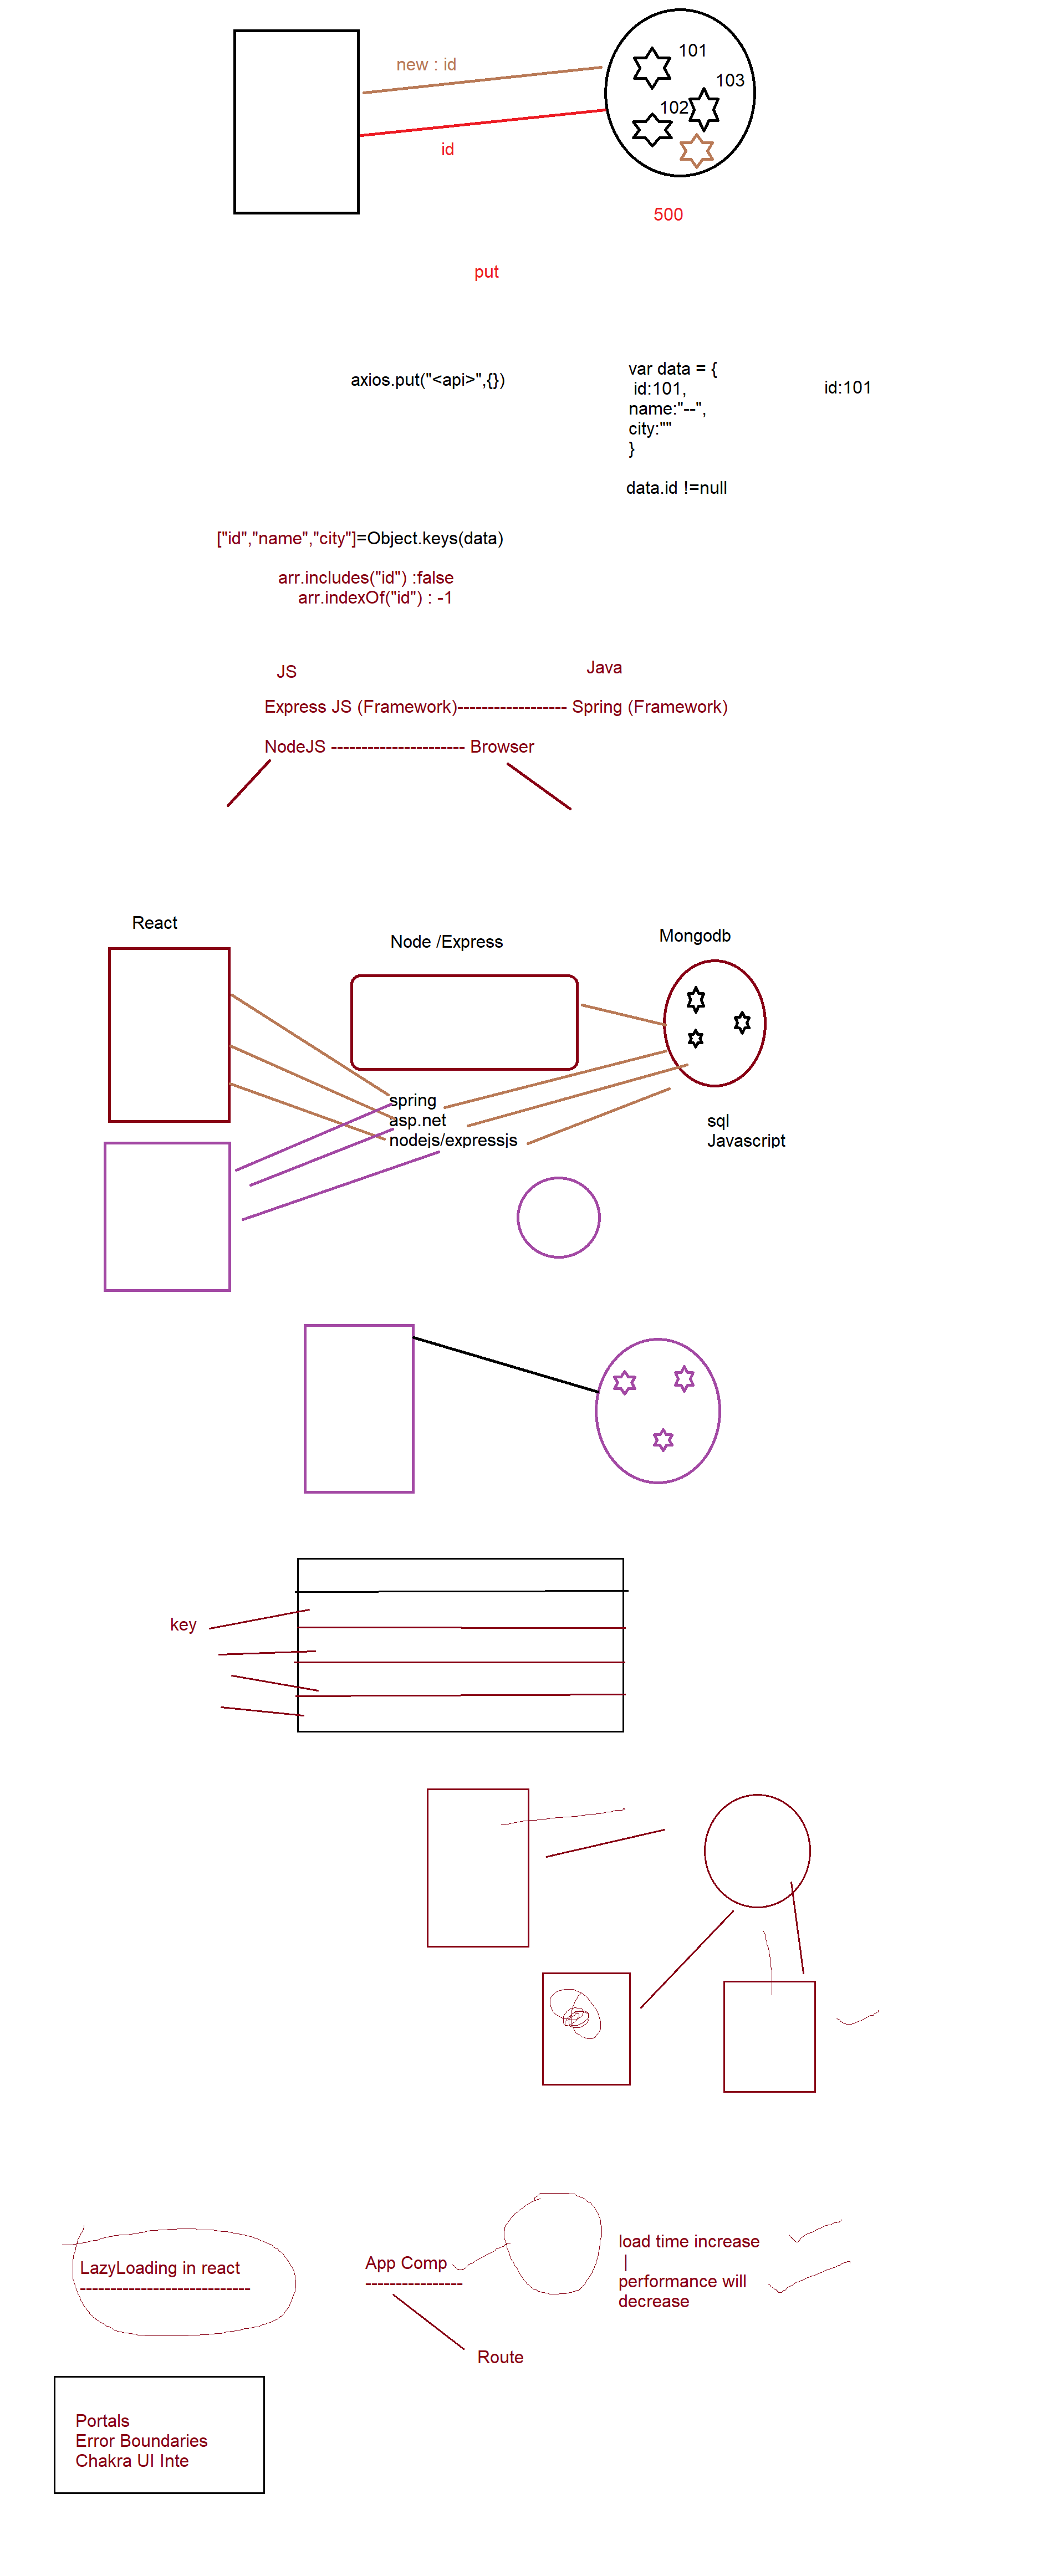 101
new : id
103
102
id
500
put
var data = {
axios.put("<api>",{})
id:101,
id:101
name:"--",
city:""
}
data.id !=null
["id","name","city"]=Object.keys(data)
arr.includes("id") :false
arr.indexOf("id") : -1
JS
Java
Express JS (Framework)------------------ Spring (Framework)
NodeJS ---------------------- Browser
React
Node /Express
Mongodb
spring
asp.net
nodejs/expressjs
sql
Javascript
key
LazyLoading in react
----------------------------
App Comp
----------------
load time increase
|
performance will
decrease
Route
Portals
Error Boundaries
Chakra UI Inte